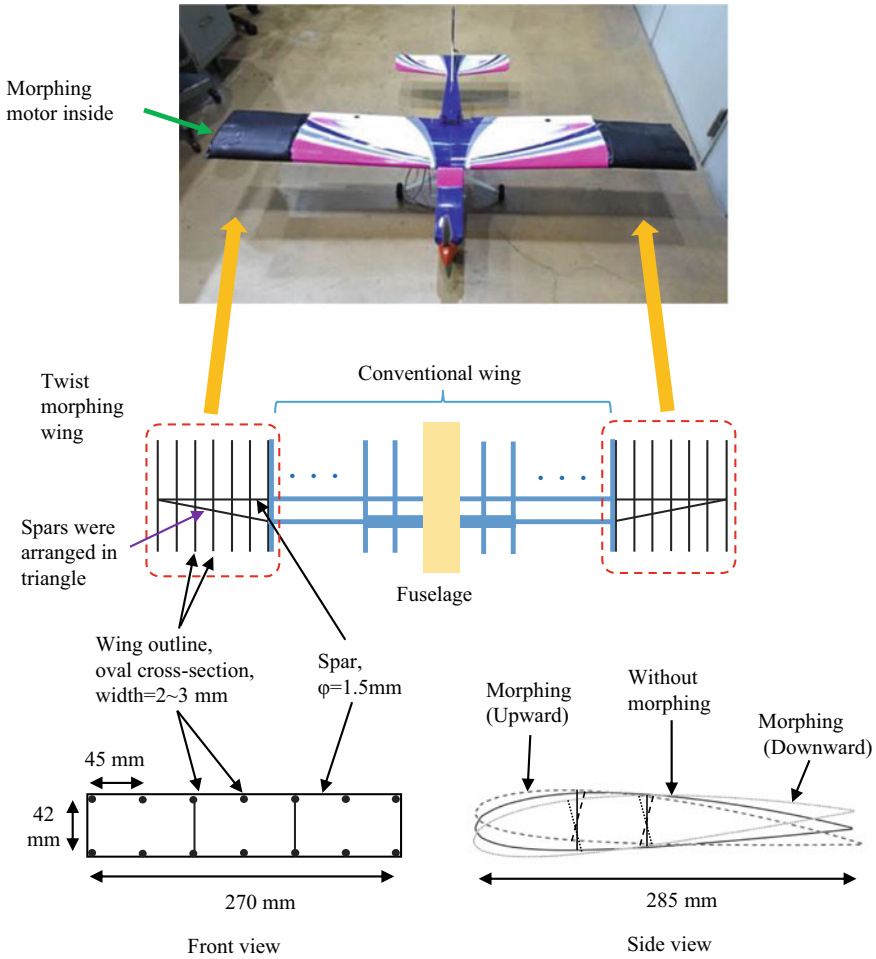 Morphing
motor inside
Conventional wing
Twist
morphing
wing
Spars were
arranged in
triangle
Fuselage
Wing outline,
oval cross-section,
width=2~3 mm
Spar,
φ=1.5mm
Morphing
(Upward)
Without
morphing
Morphing
(Downward)
45 mm
42
mm
270 mm
285 mm
Front view
Side view